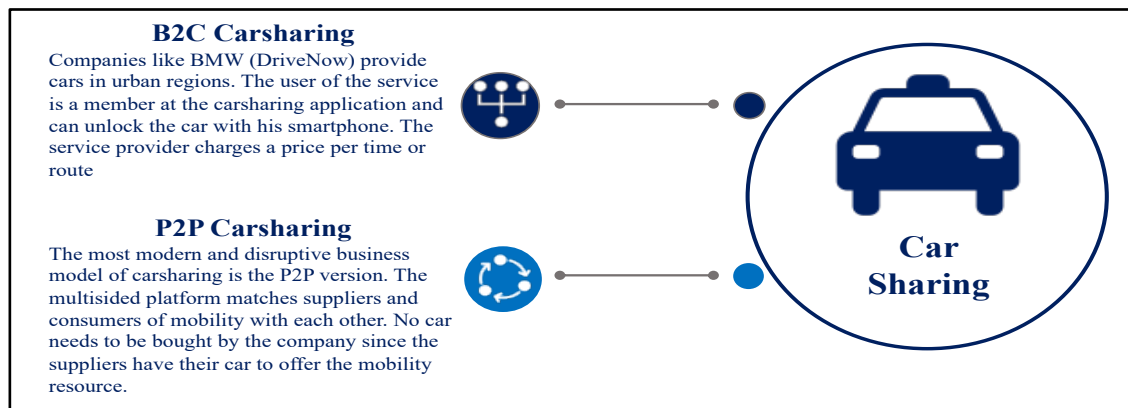 B2C Carsharing
Companies like BMW (DriveNow) provide
cars in urban regions. The user of the service
is a member at the carsharing application and
can unlock the car with his smartphone. The
service provider charges a price per time or
route
P2P Carsharing
The most modern and disruptive business
model of carsharing is the P2P version. The
multisided platform matches suppliers and
consumers of mobility with each other. No car
needs to be bought by the company since the
suppliers have their car to offer the mobility
resource.
Car
Sharing